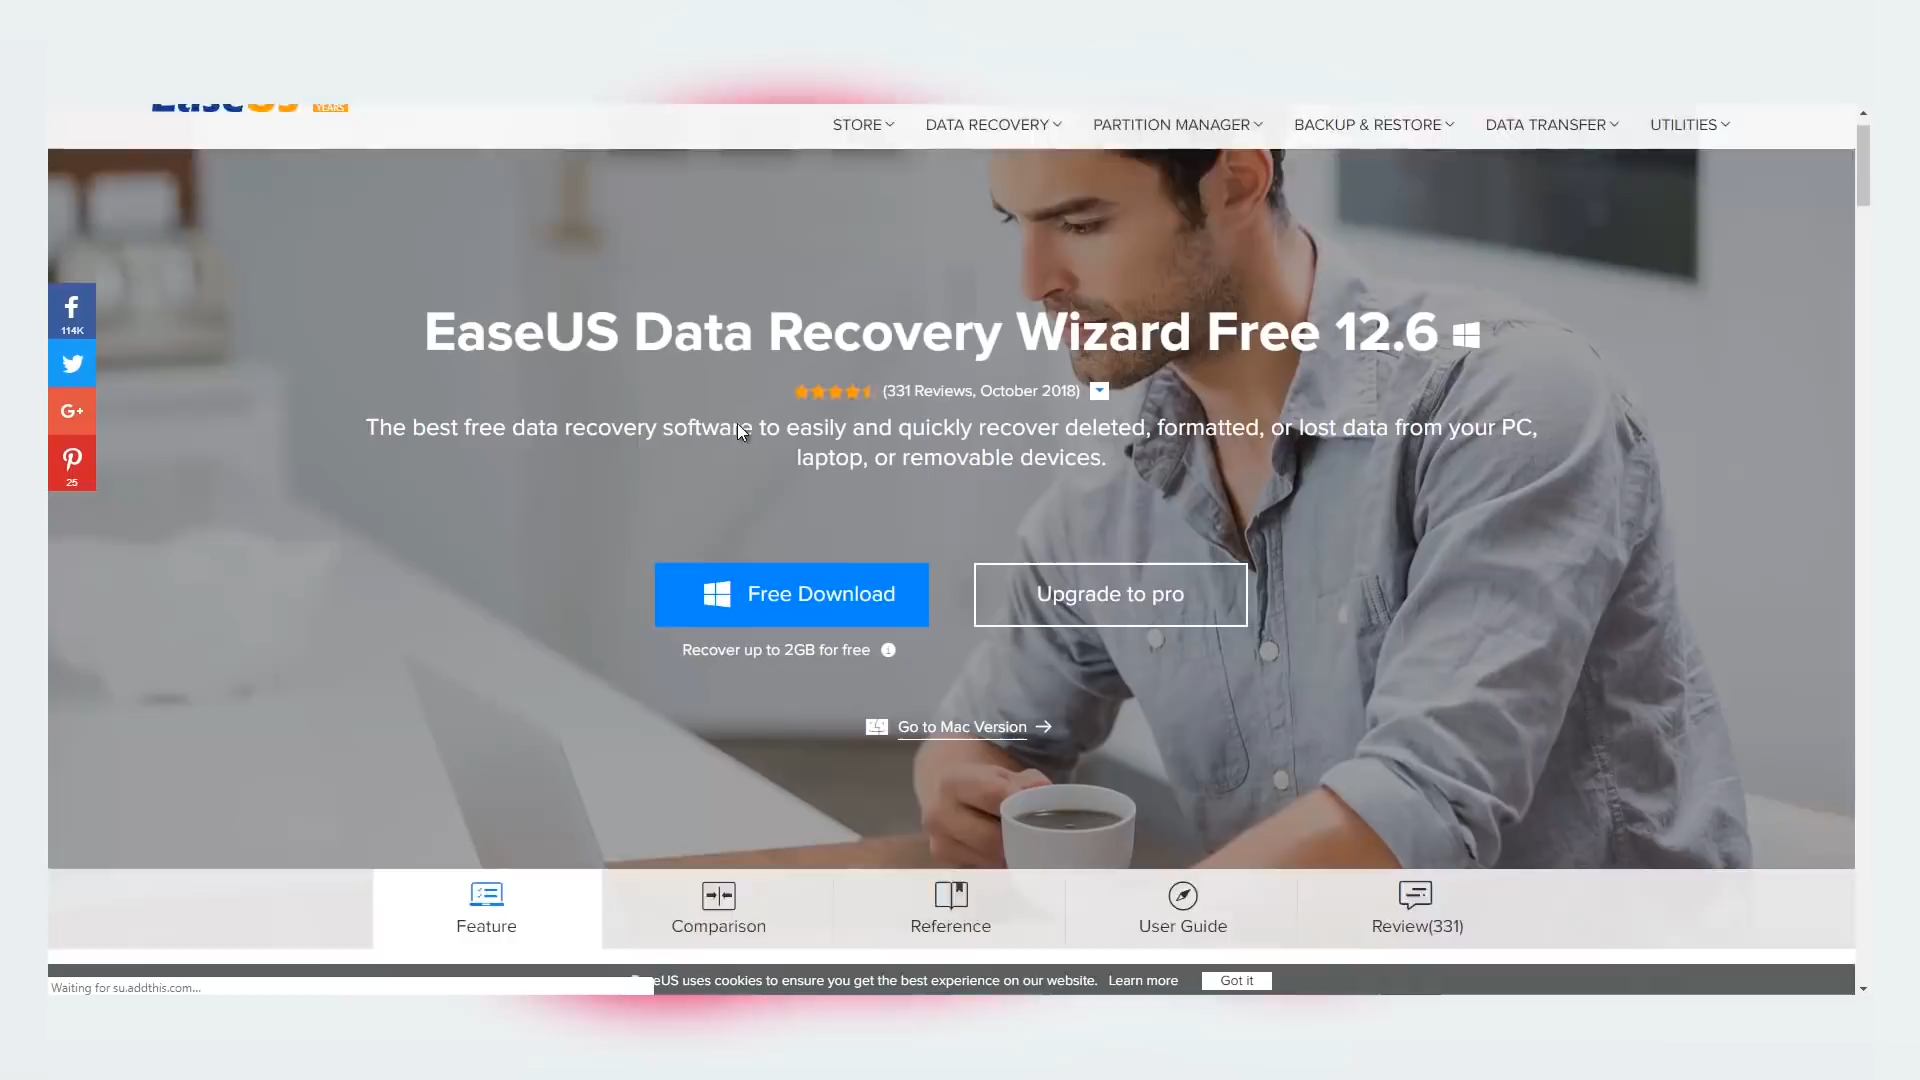 YEARS
STORE DATA RECOVERY PARTITION MANAGER BACKUP & RESTORE DATA TRANSFER UTILITIES
114K
G+
25
EaseUS Data Recovery Wizard Free 12.6
(331 Reviews, October 2018)
The best free data recovery software to easily and quickly recover deleted, formatted, or lost data from your PC,
laptop, or removable devices.
Free Download Upgrade to pro
Recover up to 2GB for free
Go to Mac Version
Feature Comparison Reference User Guide Review(331)
eUS uses cookies to ensure you get the best experience on our website. Learn more Got it
Waiting for su.addthis.com...